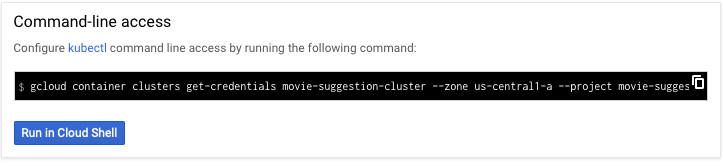 Command-line access
Configure kubectl command line access by running the following command:
$ gcloud container clusters get-credentials movie-suggestion-cluster --zone us-central1-a --project movie-sugges
Run in Cloud Shell